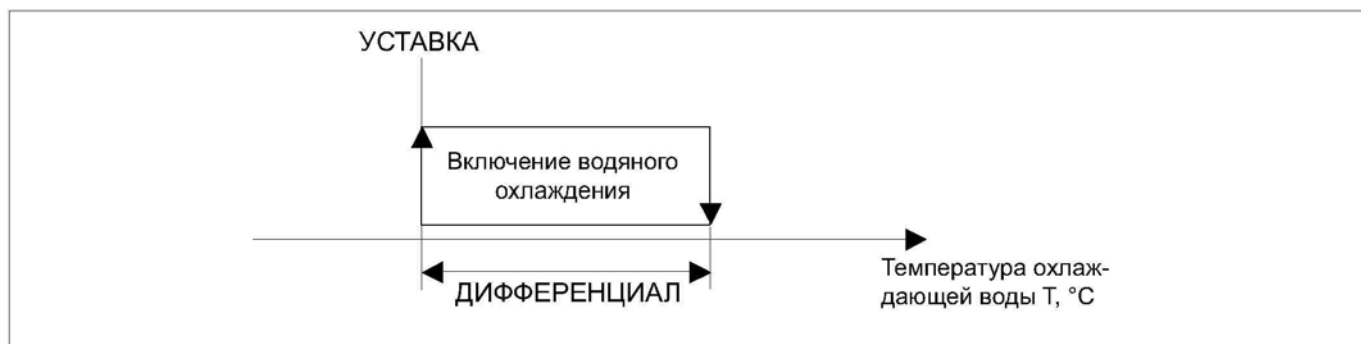 УСТАВКА
Включение водяного
охлаждения
ДИФФЕРЕНЦИАЛ
Температура охлаж-
дающей воды T, °C